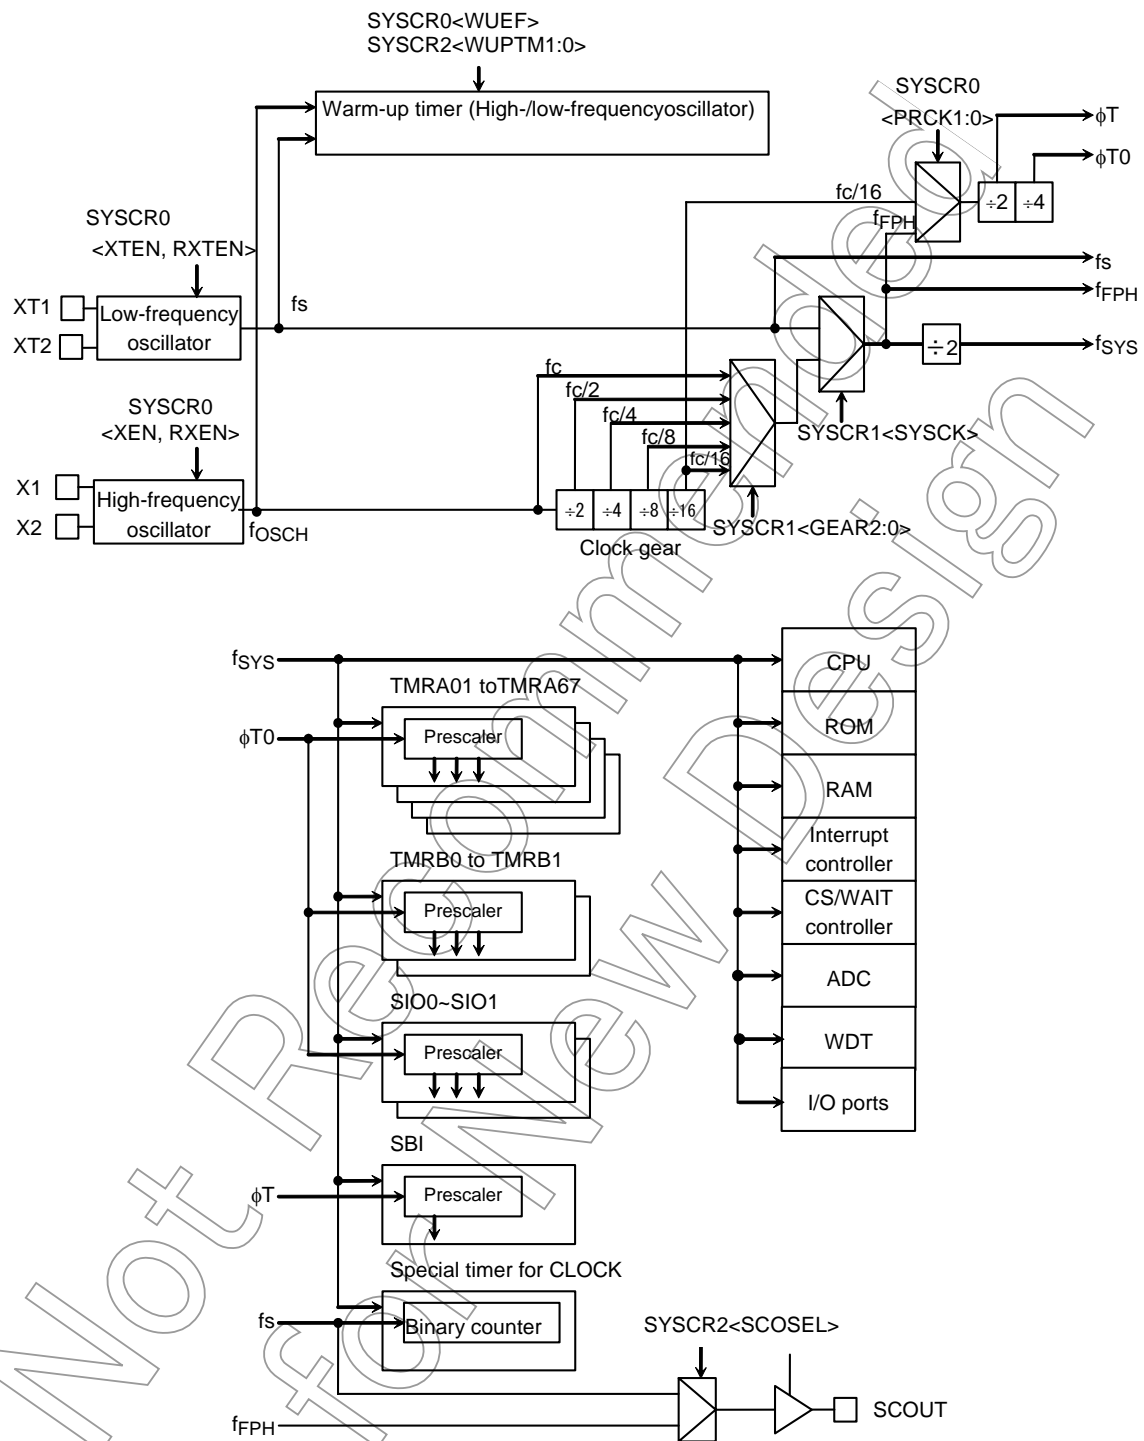 SYSCR0<WUEF>
SYSCR2<WUPTM1:0>
Warm-up timer (High-/low-frequencyoscillator)
SYSCR0
<PRCK1:0>
ϕT
ϕT0
fc/16
fFPH
÷2
÷4
SYSCR0
<XTEN, RXTEN>
fs
fFPH
XT1
XT2
Low-frequency
oscillator
fs
÷2
fSYS
fc
fc/2
fc/4
fc/8
fc/16
SYSCR1<SYSCK>
SYSCR0
<XEN, RXEN>
X1
X2
High-frequency
oscillator
fOSCH
÷2
÷4
÷8
÷16
Clock gear
SYSCR1<GEAR2:0>
fSYS
CPU
TMRA01 toTMRA67
ϕT0
Prescaler
ROM
RAM
Interrupt
controller
TMRB0 to TMRB1
Prescaler
CS/WAIT
controller
ADC
SIO0~SIO1
Prescaler
WDT
I/O ports
SBI
ϕT
Prescaler
Special timer for CLOCK
fs
Binary counter
SYSCR2<SCOSEL>
fFPH
SCOUT
Not Recommended
for New Design